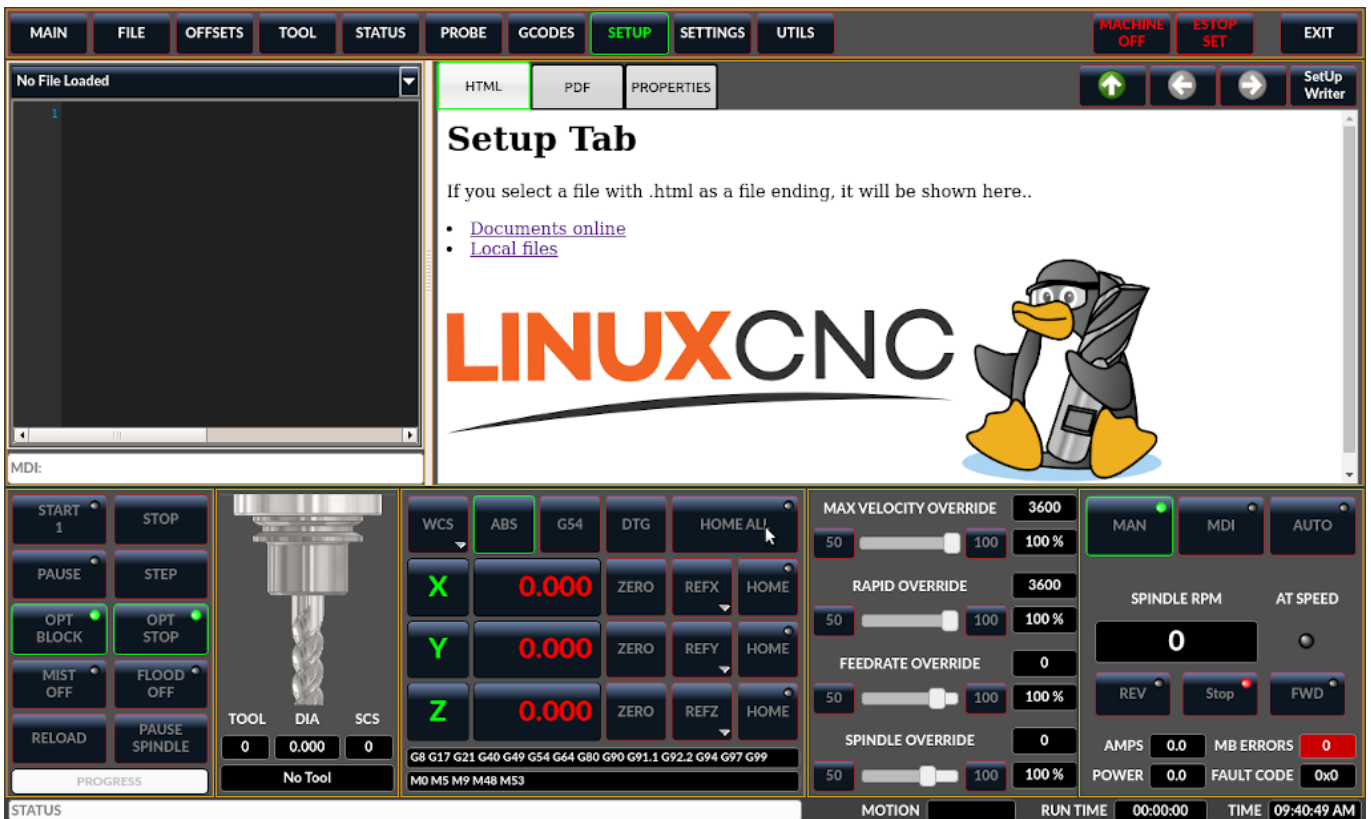 MAIN FILE OFFSETS TOOL STATUS PROBE GCODES SETUP SETTINGS UTILS MACHINE OFF ESTOP SET EXIT
No File Loaded
1
MDI:
HTML PDF PROPERTIES SetUp Writer
Setup Tab
If you select a file with .html as a file ending, it will be shown here..
• Documents online
• Local files
LINUXCNC
START 1 STOP
PAUSE STEP
OPT BLOCK OPT STOP
MIST OFF FLOOD OFF
RELOAD PAUSE SPINDLE
PROGRESS
TOOL DIA SCS
0 0.000 0
No Tool
WCS ABS G54 DTG HOME ALL
X 0.000 ZERO REFX HOME
Y 0.000 ZERO REFY HOME
Z 0.000 ZERO REFZ HOME
G8 G17 G21 G40 G49 G54 G64 G80 G90 G91.1 G92.2 G94 G97 G99
M0 M5 M9 M48 M53
MAX VELOCITY OVERRIDE 3600
50 100 100 %
RAPID OVERRIDE 3600
50 100 100 %
FEEDRATE OVERRIDE 0
50 100 100 %
SPINDLE OVERRIDE 0
50 100 100 %
MAN MDI AUTO
SPINDLE RPM AT SPEED
0
REV Stop FWD
AMPS 0.0 MB ERRORS 0
POWER 0.0 FAULT CODE 0x0
STATUS MOTION RUN TIME 00:00:00 TIME 09:40:49 AM